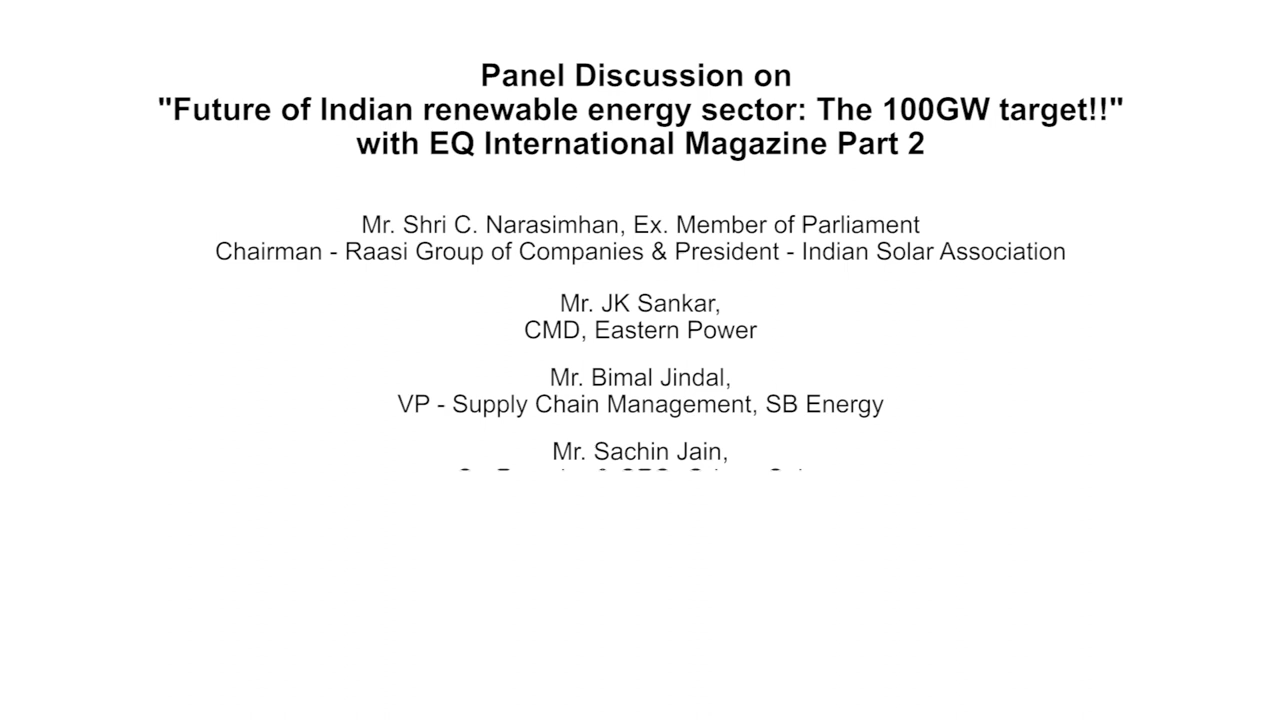 Panel Discussion on
"Future of Indian renewable energy sector: The 100GW target!!"
with EQ International Magazine Part 2
Mr. Shri C. Narasimhan, Ex. Member of Parliament
Chairman - Raasi Group of Companies & President - Indian Solar Association
Mr. JK Sankar,
CMD, Eastern Power
Mr. Bimal Jindal,
VP - Supply Chain Management, SB Energy
Mr. Sachin Jain,